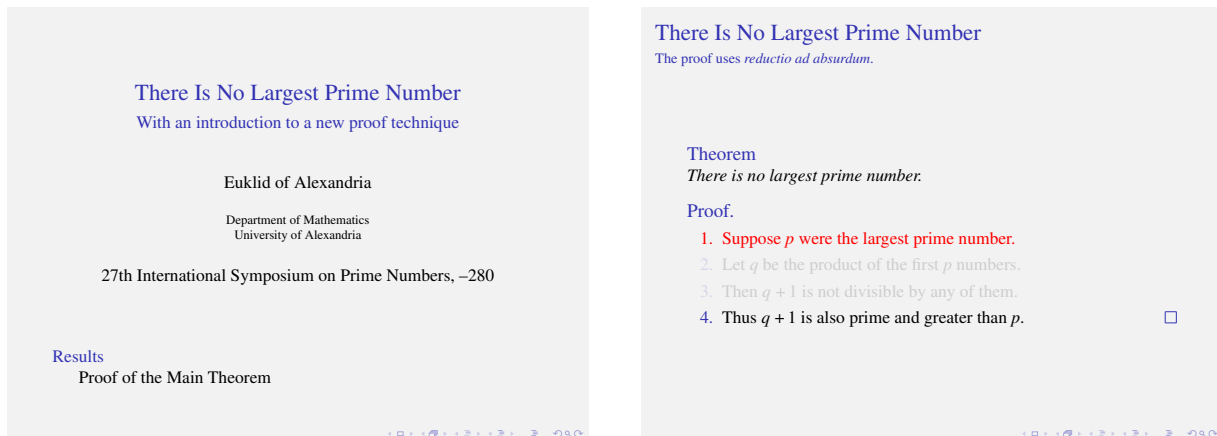 There Is No Largest Prime Number
With an introduction to a new proof technique
Euklid of Alexandria
Department of Mathematics
University of Alexandria
27th International Symposium on Prime Numbers, –280
Results
Proof of the Main Theorem
There Is No Largest Prime Number
The proof uses reductio ad absurdum.
Theorem
There is no largest prime number.
Proof.
1. Suppose p were the largest prime number.
2. Let q be the product of the first p numbers.
3. Then q + 1 is not divisible by any of them.
4. Thus q + 1 is also prime and greater than p.